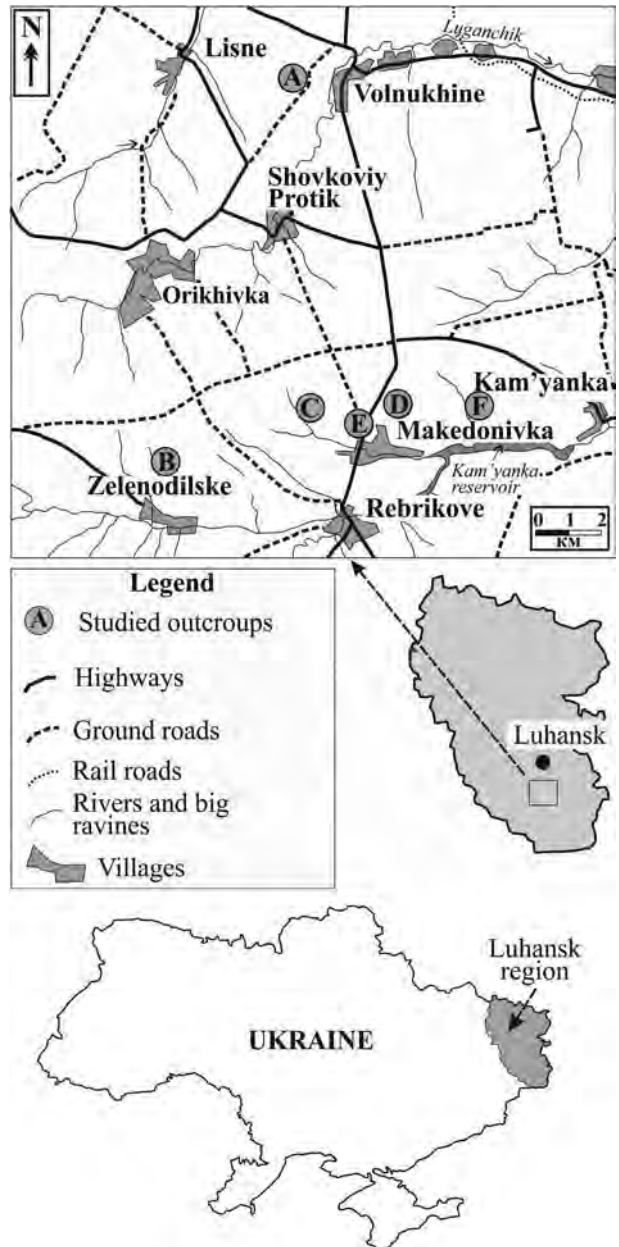 N
Lisne
Luganchik
A
Volnukhine
Shovkoviy
Protik
Orikhivka
Kam'yanka
C
D
F
E
Makedonivka
B
Zelenodilske
Kam'yanka
reservoir
Rebrikove
0 1 2
КМ
Legend
A Studied outcroups
Highways
Ground roads
Rail roads
Rivers and big
ravines
Villages
Luhansk
Luhansk
region
UKRAINE